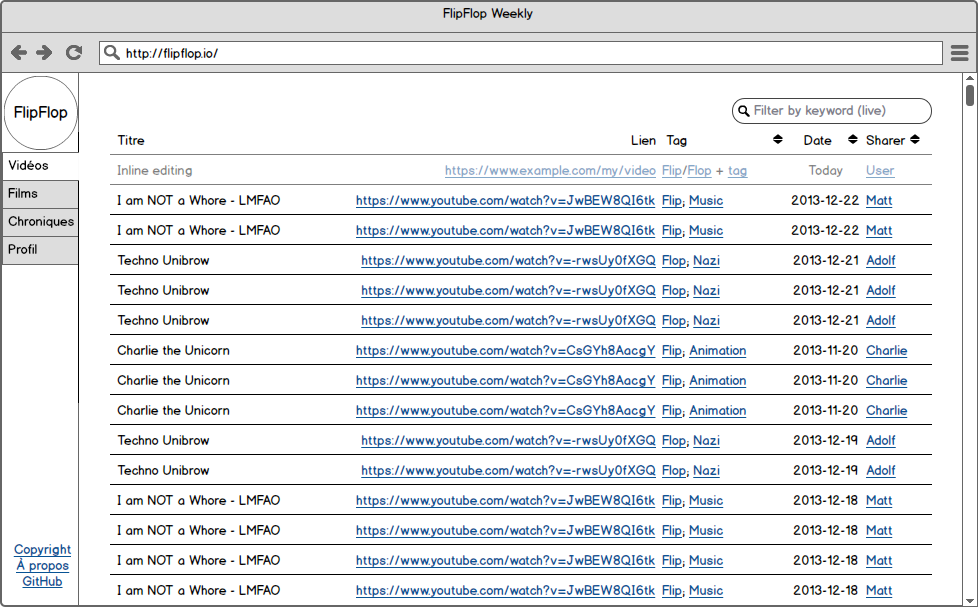 FlipFlop Weekly
http://flipflop.io/
FlipFlop
Vidéos
Films
Chroniques
Profil
Copyright
À propos
GitHub
Filter by keyword (live)
Titre Lien Tag Date Sharer
Inline editing https://www.example.com/my/video Flip/Flop + tag Today User
I am NOT a Whore - LMFAO https://www.youtube.com/watch?v=JwBEW8QI6tk Flip; Music 2013-12-22 Matt
I am NOT a Whore - LMFAO https://www.youtube.com/watch?v=JwBEW8QI6tk Flip; Music 2013-12-22 Matt
Techno Unibrow https://www.youtube.com/watch?v=-rwsUy0fXGQ Flop; Nazi 2013-12-21 Adolf
Techno Unibrow https://www.youtube.com/watch?v=-rwsUy0fXGQ Flop; Nazi 2013-12-21 Adolf
Techno Unibrow https://www.youtube.com/watch?v=-rwsUy0fXGQ Flop; Nazi 2013-12-21 Adolf
Charlie the Unicorn https://www.youtube.com/watch?v=CsGYh8AacgY Flip; Animation 2013-11-20 Charlie
Charlie the Unicorn https://www.youtube.com/watch?v=CsGYh8AacgY Flip; Animation 2013-11-20 Charlie
Charlie the Unicorn https://www.youtube.com/watch?v=CsGYh8AacgY Flip; Animation 2013-11-20 Charlie
Techno Unibrow https://www.youtube.com/watch?v=-rwsUy0fXGQ Flop; Nazi 2013-12-19 Adolf
Techno Unibrow https://www.youtube.com/watch?v=-rwsUy0fXGQ Flop; Nazi 2013-12-19 Adolf
I am NOT a Whore - LMFAO https://www.youtube.com/watch?v=JwBEW8QI6tk Flip; Music 2013-12-18 Matt
I am NOT a Whore - LMFAO https://www.youtube.com/watch?v=JwBEW8QI6tk Flip; Music 2013-12-18 Matt
I am NOT a Whore - LMFAO https://www.youtube.com/watch?v=JwBEW8QI6tk Flip; Music 2013-12-18 Matt
I am NOT a Whore - LMFAO https://www.youtube.com/watch?v=JwBEW8QI6tk Flip; Music 2013-12-18 Matt